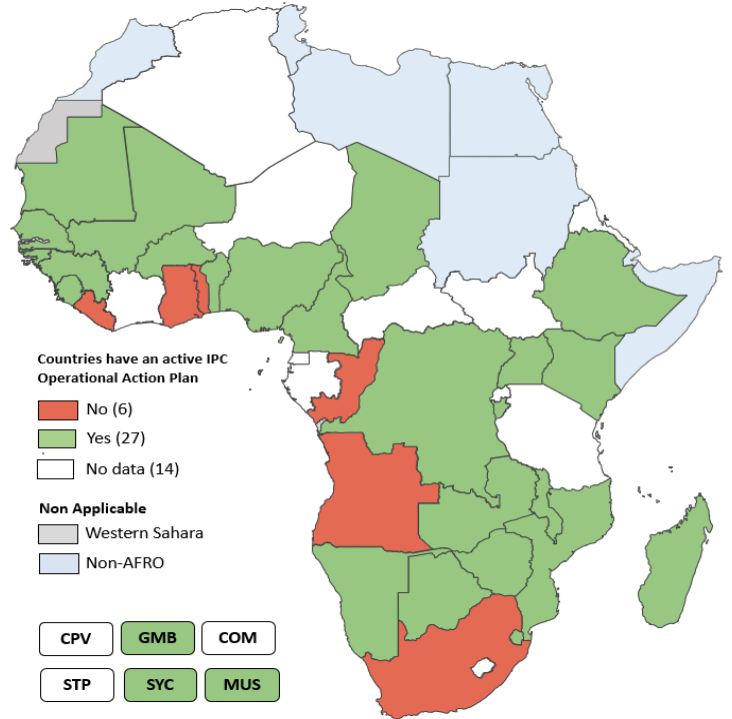 Countries have an active IPC
Operational Action Plan
No (6)
Yes (27)
No data (14)
Non Applicable
Western Sahara
Non-AFRO
CPV GMB COM
STP SYC MUS